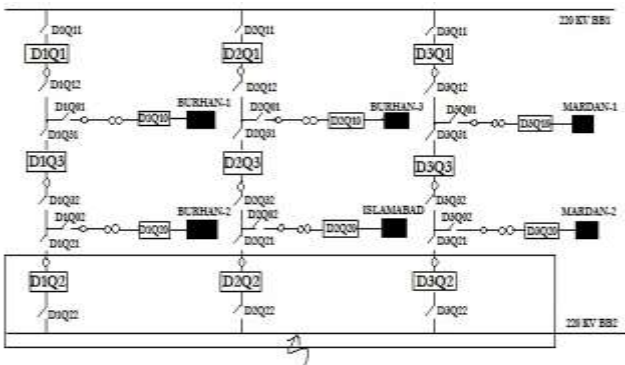 220 KV BB1
D1Q11 D2Q11 D3Q11
D1Q1 D2Q1 D3Q1
D1Q12 D2Q12 D3Q12
D1Q01 BURHAN-1 D2Q01 BURHAN-3 D3Q01 MARDAN-1
D1Q10 D2Q10 D3Q10
D1Q31 D2Q31 D3Q31
D1Q3 D2Q3 D3Q3
D1Q32 D2Q32 D3Q32
D1Q02 BURHAN-2 D2Q02 ISLAMABAD D3Q02 MARDAN-2
D1Q20 D2Q20 D3Q20
D1Q21 D2Q21 D3Q21
D1Q2 D2Q2 D3Q2
D1Q22 D2Q22 D3Q22
220 KV BB2